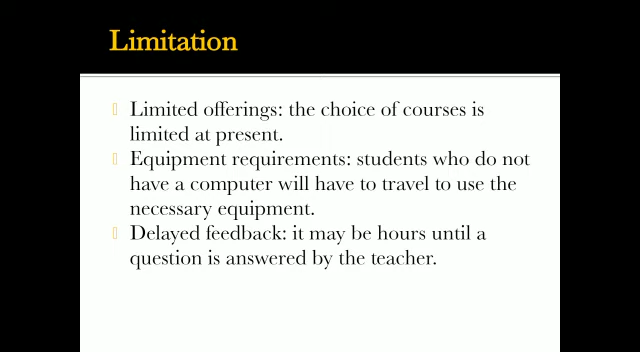 Limitation
Limited offerings: the choice of courses is
limited at present.
Equipment requirements: students who do not
have a computer will have to travel to use the
necessary equipment.
Delayed feedback: it may be hours until a
question is answered by the teacher.